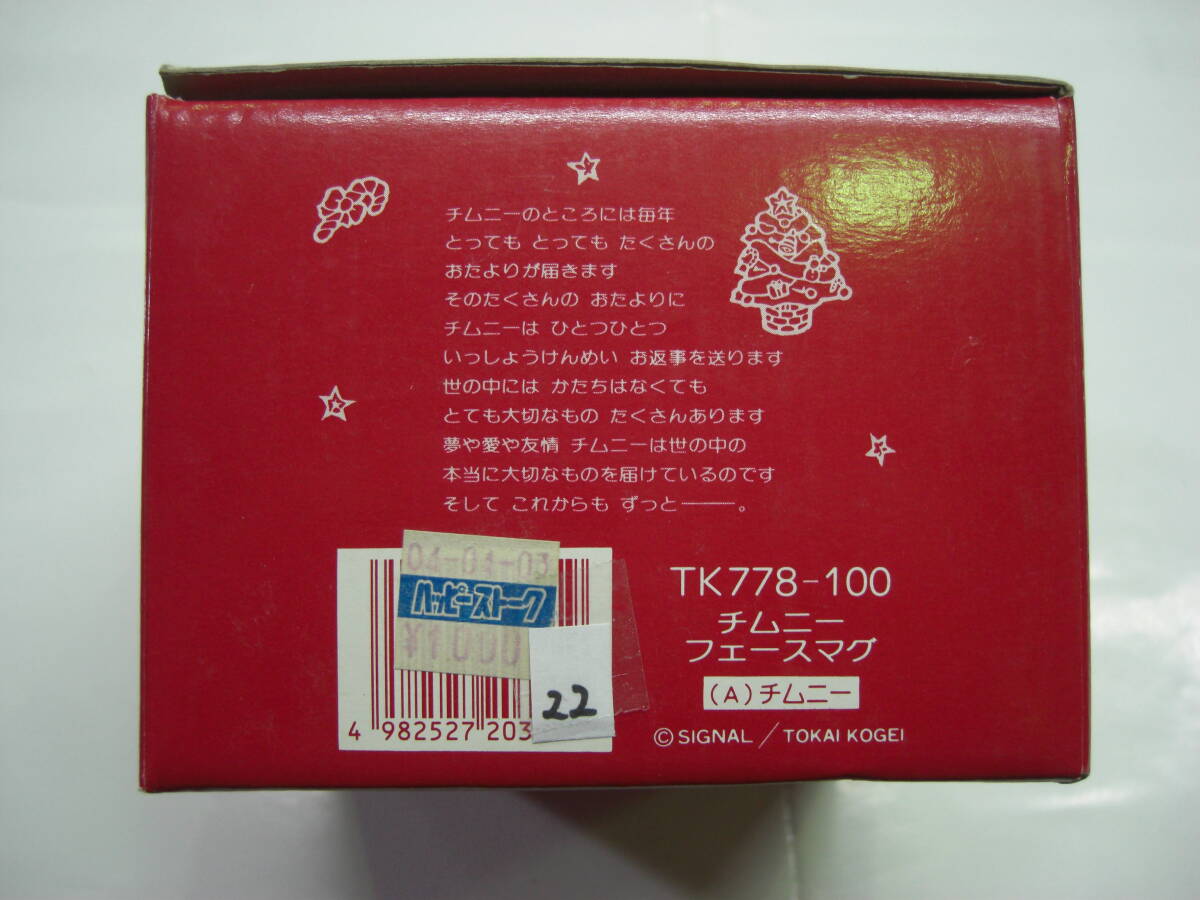 チムニーのところには毎年
とっても とっても たくさんの
おたよりが届きます
そのたくさんの おたよりに
チムニーは ひとつひとつ
いっしょうけんめい お返事を送ります
世の中には かたちはなくても
とても大切なもの たくさんあります
夢や愛や友情 チムニーは世の中の
本当に大切なものを届けているのです
そして これからも ずっと───。
04-04-03
ハッピーストーク
¥1,000
22
4 982527 203
TK778-100
チムニー
フェースマグ
(A)チムニー
©SIGNAL／TOKAI KOGEI